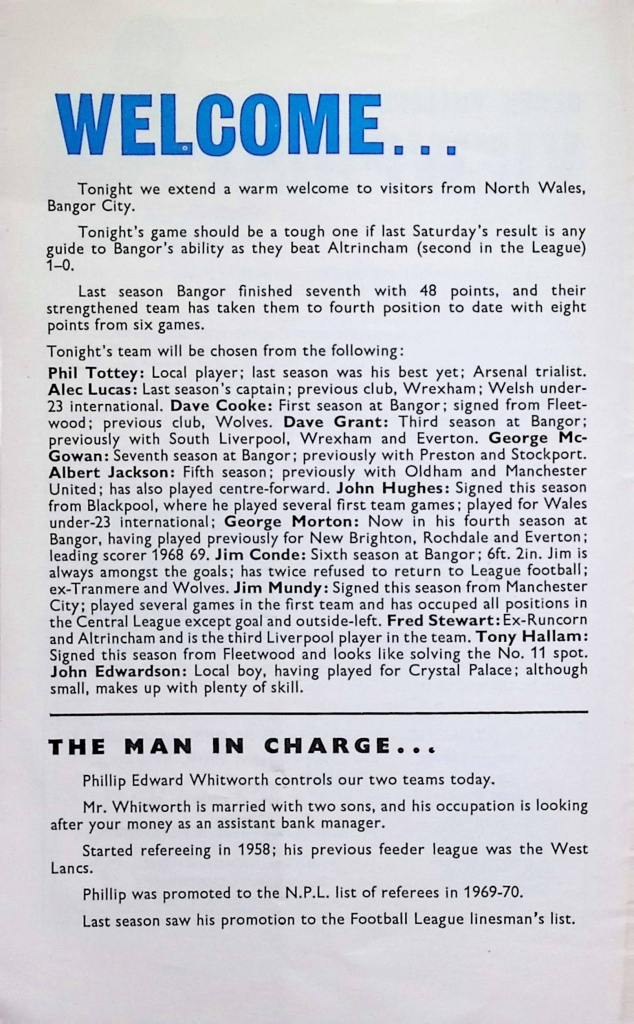 WELCOME...
Tonight we extend a warm welcome to visitors from North Wales,
Bangor City.
Tonight's game should be a tough one if last Saturday's result is any
guide to Bangor's ability as they beat Altrincham (second in the League)
1–0.
Last season Bangor finished seventh with 48 points, and their
strengthened team has taken them to fourth position to date with eight
points from six games.
Tonight's team will be chosen from the following:
Phil Tottey: Local player; last season was his best yet; Arsenal trialist.
Alec Lucas: Last season's captain; previous club, Wrexham; Welsh under-
23 international. Dave Cooke: First season at Bangor; signed from Fleet-
wood; previous club, Wolves. Dave Grant: Third season at Bangor;
previously with South Liverpool, Wrexham and Everton. George Mc-
Gowan: Seventh season at Bangor; previously with Preston and Stockport.
Albert Jackson: Fifth season; previously with Oldham and Manchester
United; has also played centre-forward. John Hughes: Signed this season
from Blackpool, where he played several first team games; played for Wales
under-23 international; George Morton: Now in his fourth season at
Bangor, having played previously for New Brighton, Rochdale and Everton;
leading scorer 1968 69. Jim Conde: Sixth season at Bangor; 6ft. 2in. Jim is
always amongst the goals; has twice refused to return to League football;
ex-Tranmere and Wolves. Jim Mundy: Signed this season from Manchester
City; played several games in the first team and has occuped all positions in
the Central League except goal and outside-left. Fred Stewart: Ex-Runcorn
and Altrincham and is the third Liverpool player in the team. Tony Hallam:
Signed this season from Fleetwood and looks like solving the No. 11 spot.
John Edwardson: Local boy, having played for Crystal Palace; although
small, makes up with plenty of skill.
THE MAN IN CHARGE...
Phillip Edward Whitworth controls our two teams today.
Mr. Whitworth is married with two sons, and his occupation is looking
after your money as an assistant bank manager.
Started refereeing in 1958; his previous feeder league was the West
Lancs.
Phillip was promoted to the N.P.L. list of referees in 1969-70.
Last season saw his promotion to the Football League linesman's list.